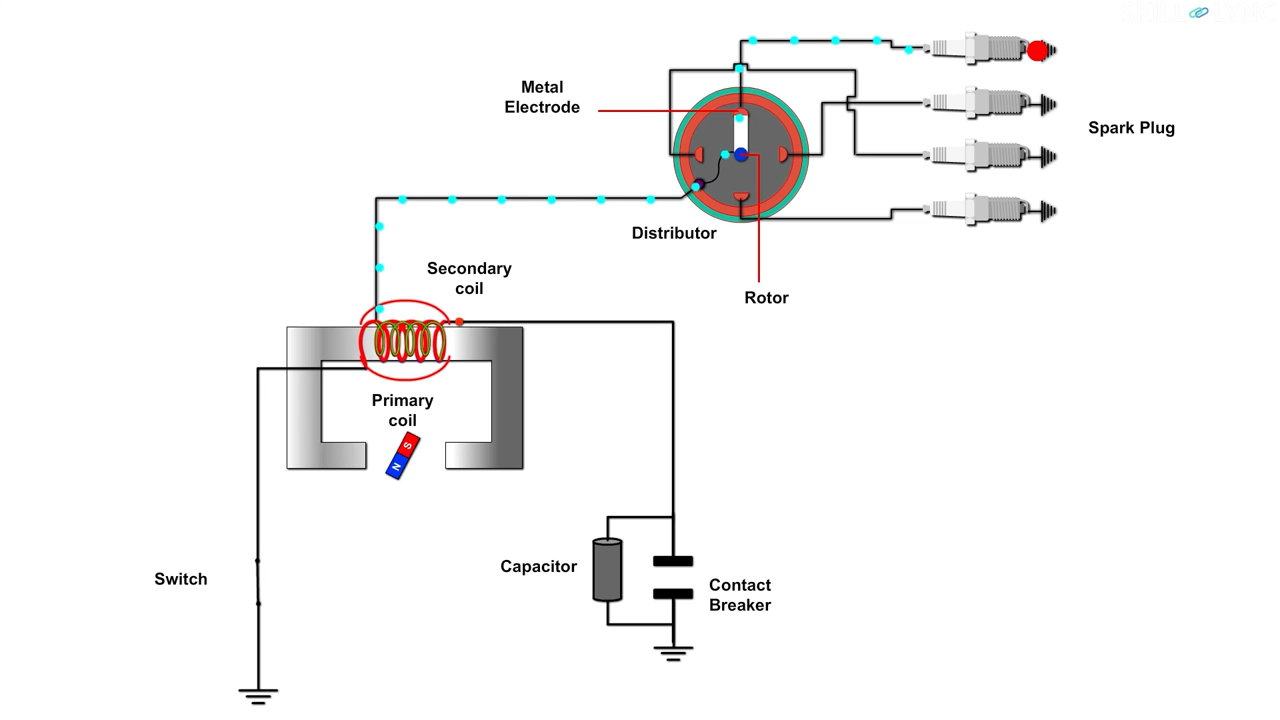 Metal
Electrode
Spark Plug
Distributor
Secondary
coil
Rotor
Primary
coil
S
N
Capacitor
Switch
Contact
Breaker